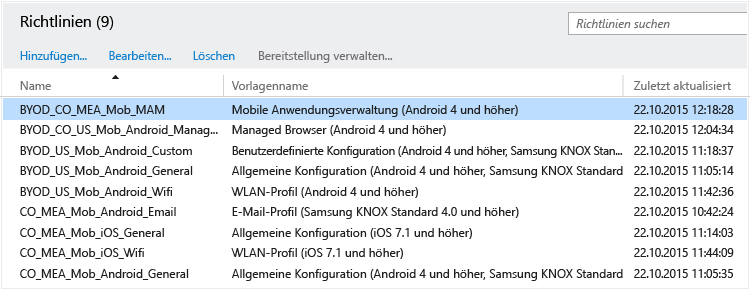 Richtlinien (9)
Richtlinien suchen
Hinzufügen... Bearbeiten... Löschen Bereitstellung verwalten...
Name Vorlagenname Zuletzt aktualisiert
BYOD_CO_MEA_Mob_MAM Mobile Anwendungsverwaltung (Android 4 und höher) 22.10.2015 12:18:28
BYOD_CO_US_Mob_Android_Manag... Managed Browser (Android 4 und höher) 22.10.2015 12:04:34
BYOD_US_Mob_Android_Custom Benutzerdefinierte Konfiguration (Android 4 und höher, Samsung KNOX Stan... 22.10.2015 11:18:37
BYOD_US_Mob_Android_General Allgemeine Konfiguration (Android 4 und höher, Samsung KNOX Standard 22.10.2015 11:05:14
BYOD_US_Mob_Android_Wifi WLAN-Profil (Android 4 und höher) 22.10.2015 11:42:36
CO_MEA_Mob_Android_Email E-Mail-Profil (Samsung KNOX Standard 4.0 und höher) 22.10.2015 10:42:24
CO_MEA_Mob_iOS_General Allgemeine Konfiguration (iOS 7.1 und höher) 22.10.2015 11:14:03
CO_MEA_Mob_iOS_Wifi WLAN-Profil (iOS 7.1 und höher) 22.10.2015 11:44:09
CO_MEA_Mob_Android_General Allgemeine Konfiguration (Android 4 und höher, Samsung KNOX Standard 22.10.2015 11:05:35